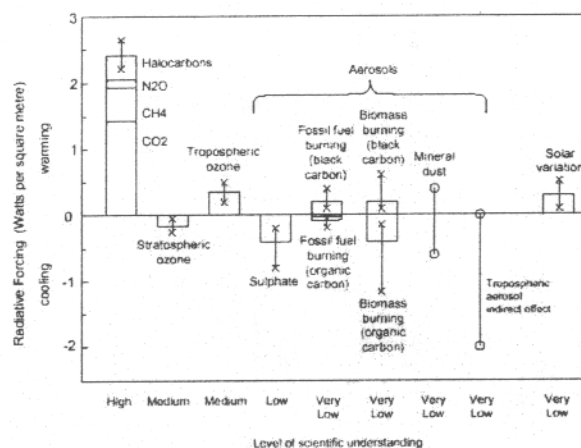 Radiative Forcing (Watts per square metre)
cooling
warming
3
2
1
0
-1
-2
Halocarbons
N2O
CH4
CO2
Stratospheric
ozone
Tropospheric
ozone
Aerosols
Sulphate
Fossil fuel
burning
(black
carbon)
Fossil fuel
burning
(organic
carbon)
Biomass
burning
(black
carbon)
Biomass
burning
(organic
carbon)
Mineral
dust
Tropospheric
aerosol
indirect effect
Solar
variation
High
Medium
Medium
Low
Very
Low
Very
Low
Very
Low
Very
Low
Very
Low
Level of scientific understanding